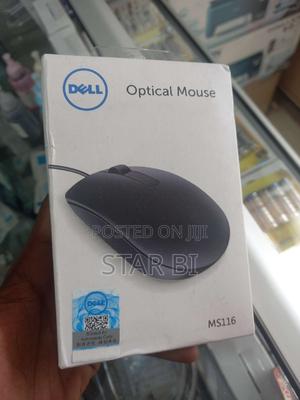 DELL
Optical Mouse
POSTED ON JIJI
STAR BI
DELL
MS116